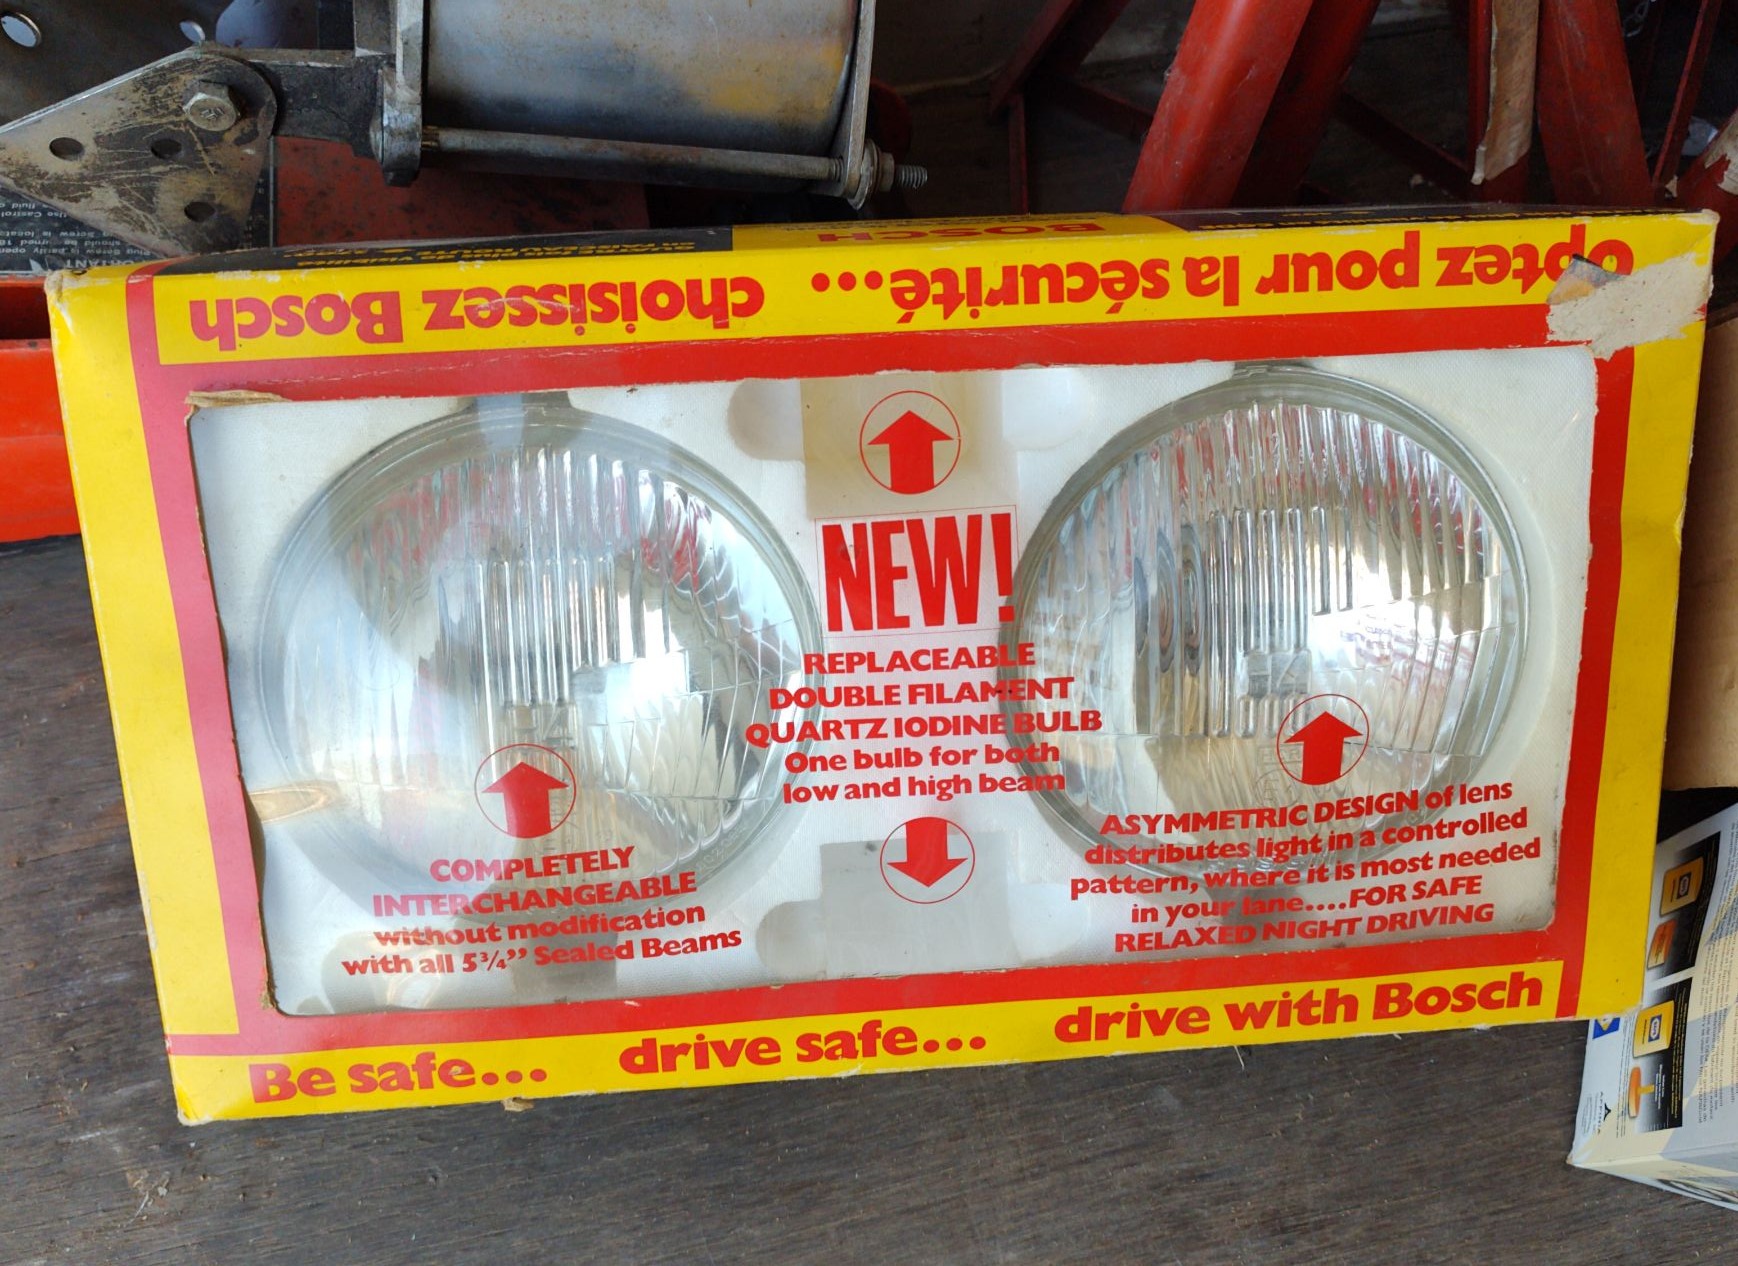 optez pour la sécurité... choisissez Bosch
BOSCH
NEW!
REPLACEABLE
DOUBLE FILAMENT
QUARTZ IODINE BULB
One bulb for both
low and high beam
COMPLETELY
INTERCHANGEABLE
without modification
with all 5¾” Sealed Beams
ASYMMETRIC DESIGN of lens
distributes light in a controlled
pattern, where it is most needed
in your lane....FOR SAFE
RELAXED NIGHT DRIVING
Be safe... drive safe... drive with Bosch